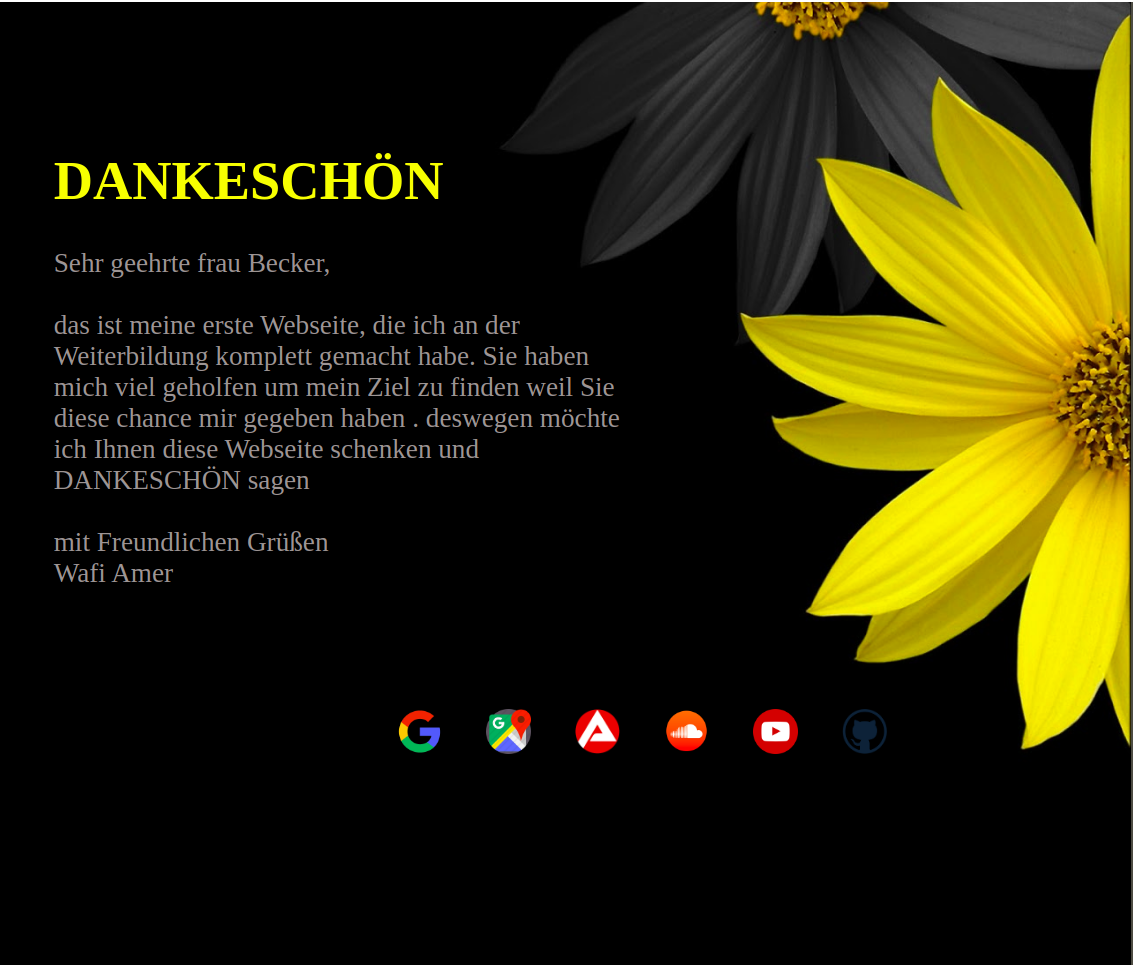 DANKESCHÖN
Sehr geehrte frau Becker,
das ist meine erste Webseite, die ich an der
Weiterbildung komplett gemacht habe. Sie haben
mich viel geholfen um mein Ziel zu finden weil Sie
diese chance mir gegeben haben . deswegen möchte
ich Ihnen diese Webseite schenken und
DANKESCHÖN sagen
mit Freundlichen Grüßen
Wafi Amer